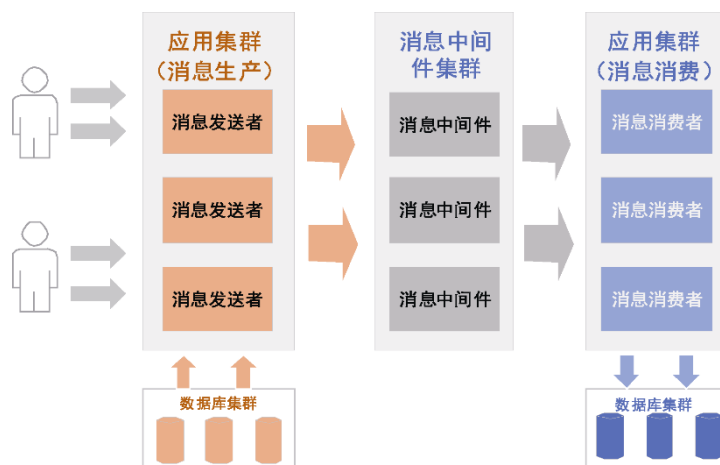 应用集群
（消息生产）
消息发送者
消息发送者
消息发送者
数据库集群
消息中间
件集群
消息中间件
消息中间件
消息中间件
应用集群
（消息消费）
消息消费者
消息消费者
消息消费者
数据库集群